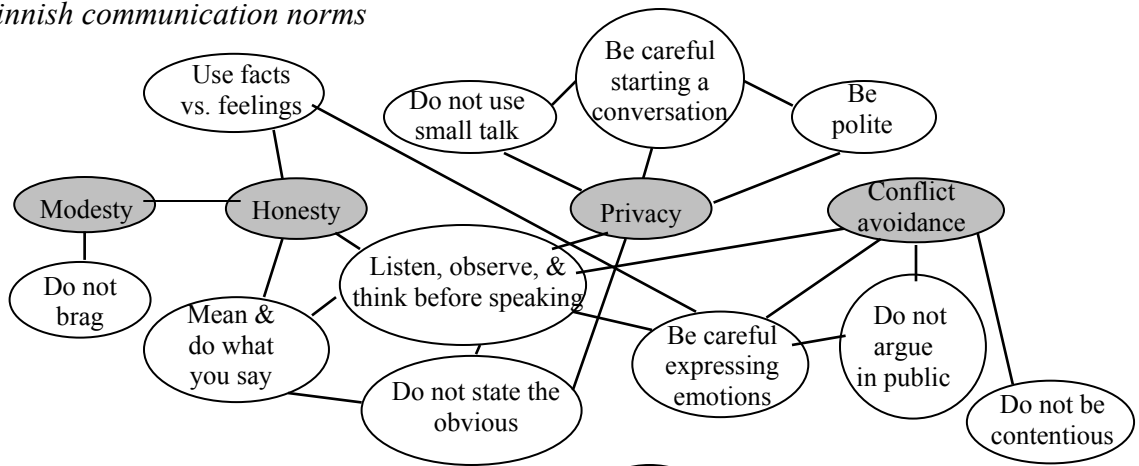 innish communication norms
Use facts
vs. feelings
Do not use
small talk
Be careful
starting a
conversation
Be
polite
Modesty
Honesty
Privacy
Conflict
avoidance
Do not
brag
Listen, observe, &
think before speaking
Mean &
do what
you say
Do not state the
obvious
Be careful
expressing
emotions
Do not
argue
in public
Do not be
contentious